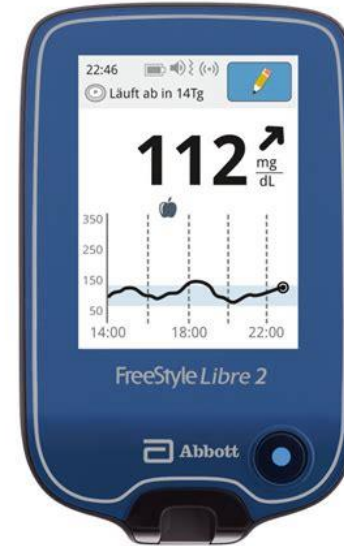 22:46
Läuft ab in 14Tg
112 mg
dL
350
250
150
50
14:00 18:00 22:00
FreeStyle Libre 2
Abbott